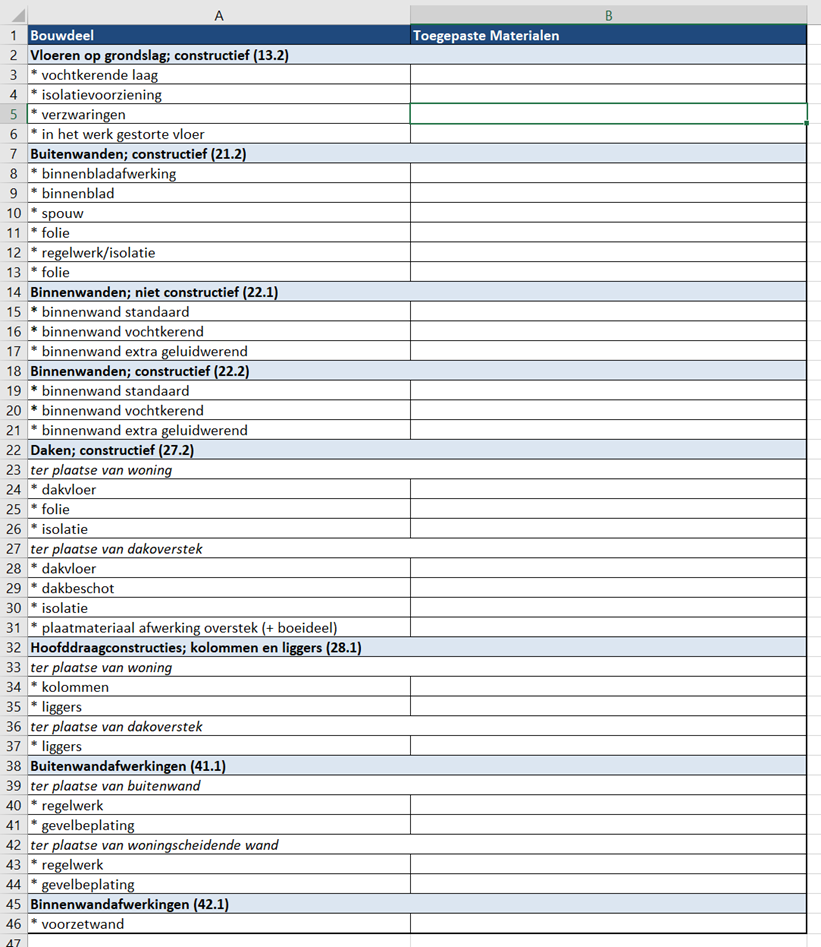 A B
1 Bouwdeel Toegepaste Materialen
2 Vloeren op grondslag; constructief (13.2)
3 * vochtkerende laag
4 * isolatievoorziening
5 * verzwaringen
6 * in het werk gestorte vloer
7 Buitenwanden; constructief (21.2)
8 * binnenbladafwerking
9 * binnenblad
10 * spouw
11 * folie
12 * regelwerk/isolatie
13 * folie
14 Binnenwanden; niet constructief (22.1)
15 * binnenwand standaard
16 * binnenwand vochtkerend
17 * binnenwand extra geluidwerend
18 Binnenwanden; constructief (22.2)
19 * binnenwand standaard
20 * binnenwand vochtkerend
21 * binnenwand extra geluidwerend
22 Daken; constructief (27.2)
23 ter plaatse van woning
24 * dakvloer
25 * folie
26 * isolatie
27 ter plaatse van dakoverstek
28 * dakvloer
29 * dakbeschot
30 * isolatie
31 * plaatmateriaal afwerking overstek (+ boeideel)
32 Hoofddraagconstructies; kolommen en liggers (28.1)
33 ter plaatse van woning
34 * kolommen
35 * liggers
36 ter plaatse van dakoverstek
37 * liggers
38 Buitenwandafwerkingen (41.1)
39 ter plaatse van buitenwand
40 * regelwerk
41 * gevelbeplating
42 ter plaatse van woningscheidende wand
43 * regelwerk
44 * gevelbeplating
45 Binnenwandafwerkingen (42.1)
46 * voorzetwand
47